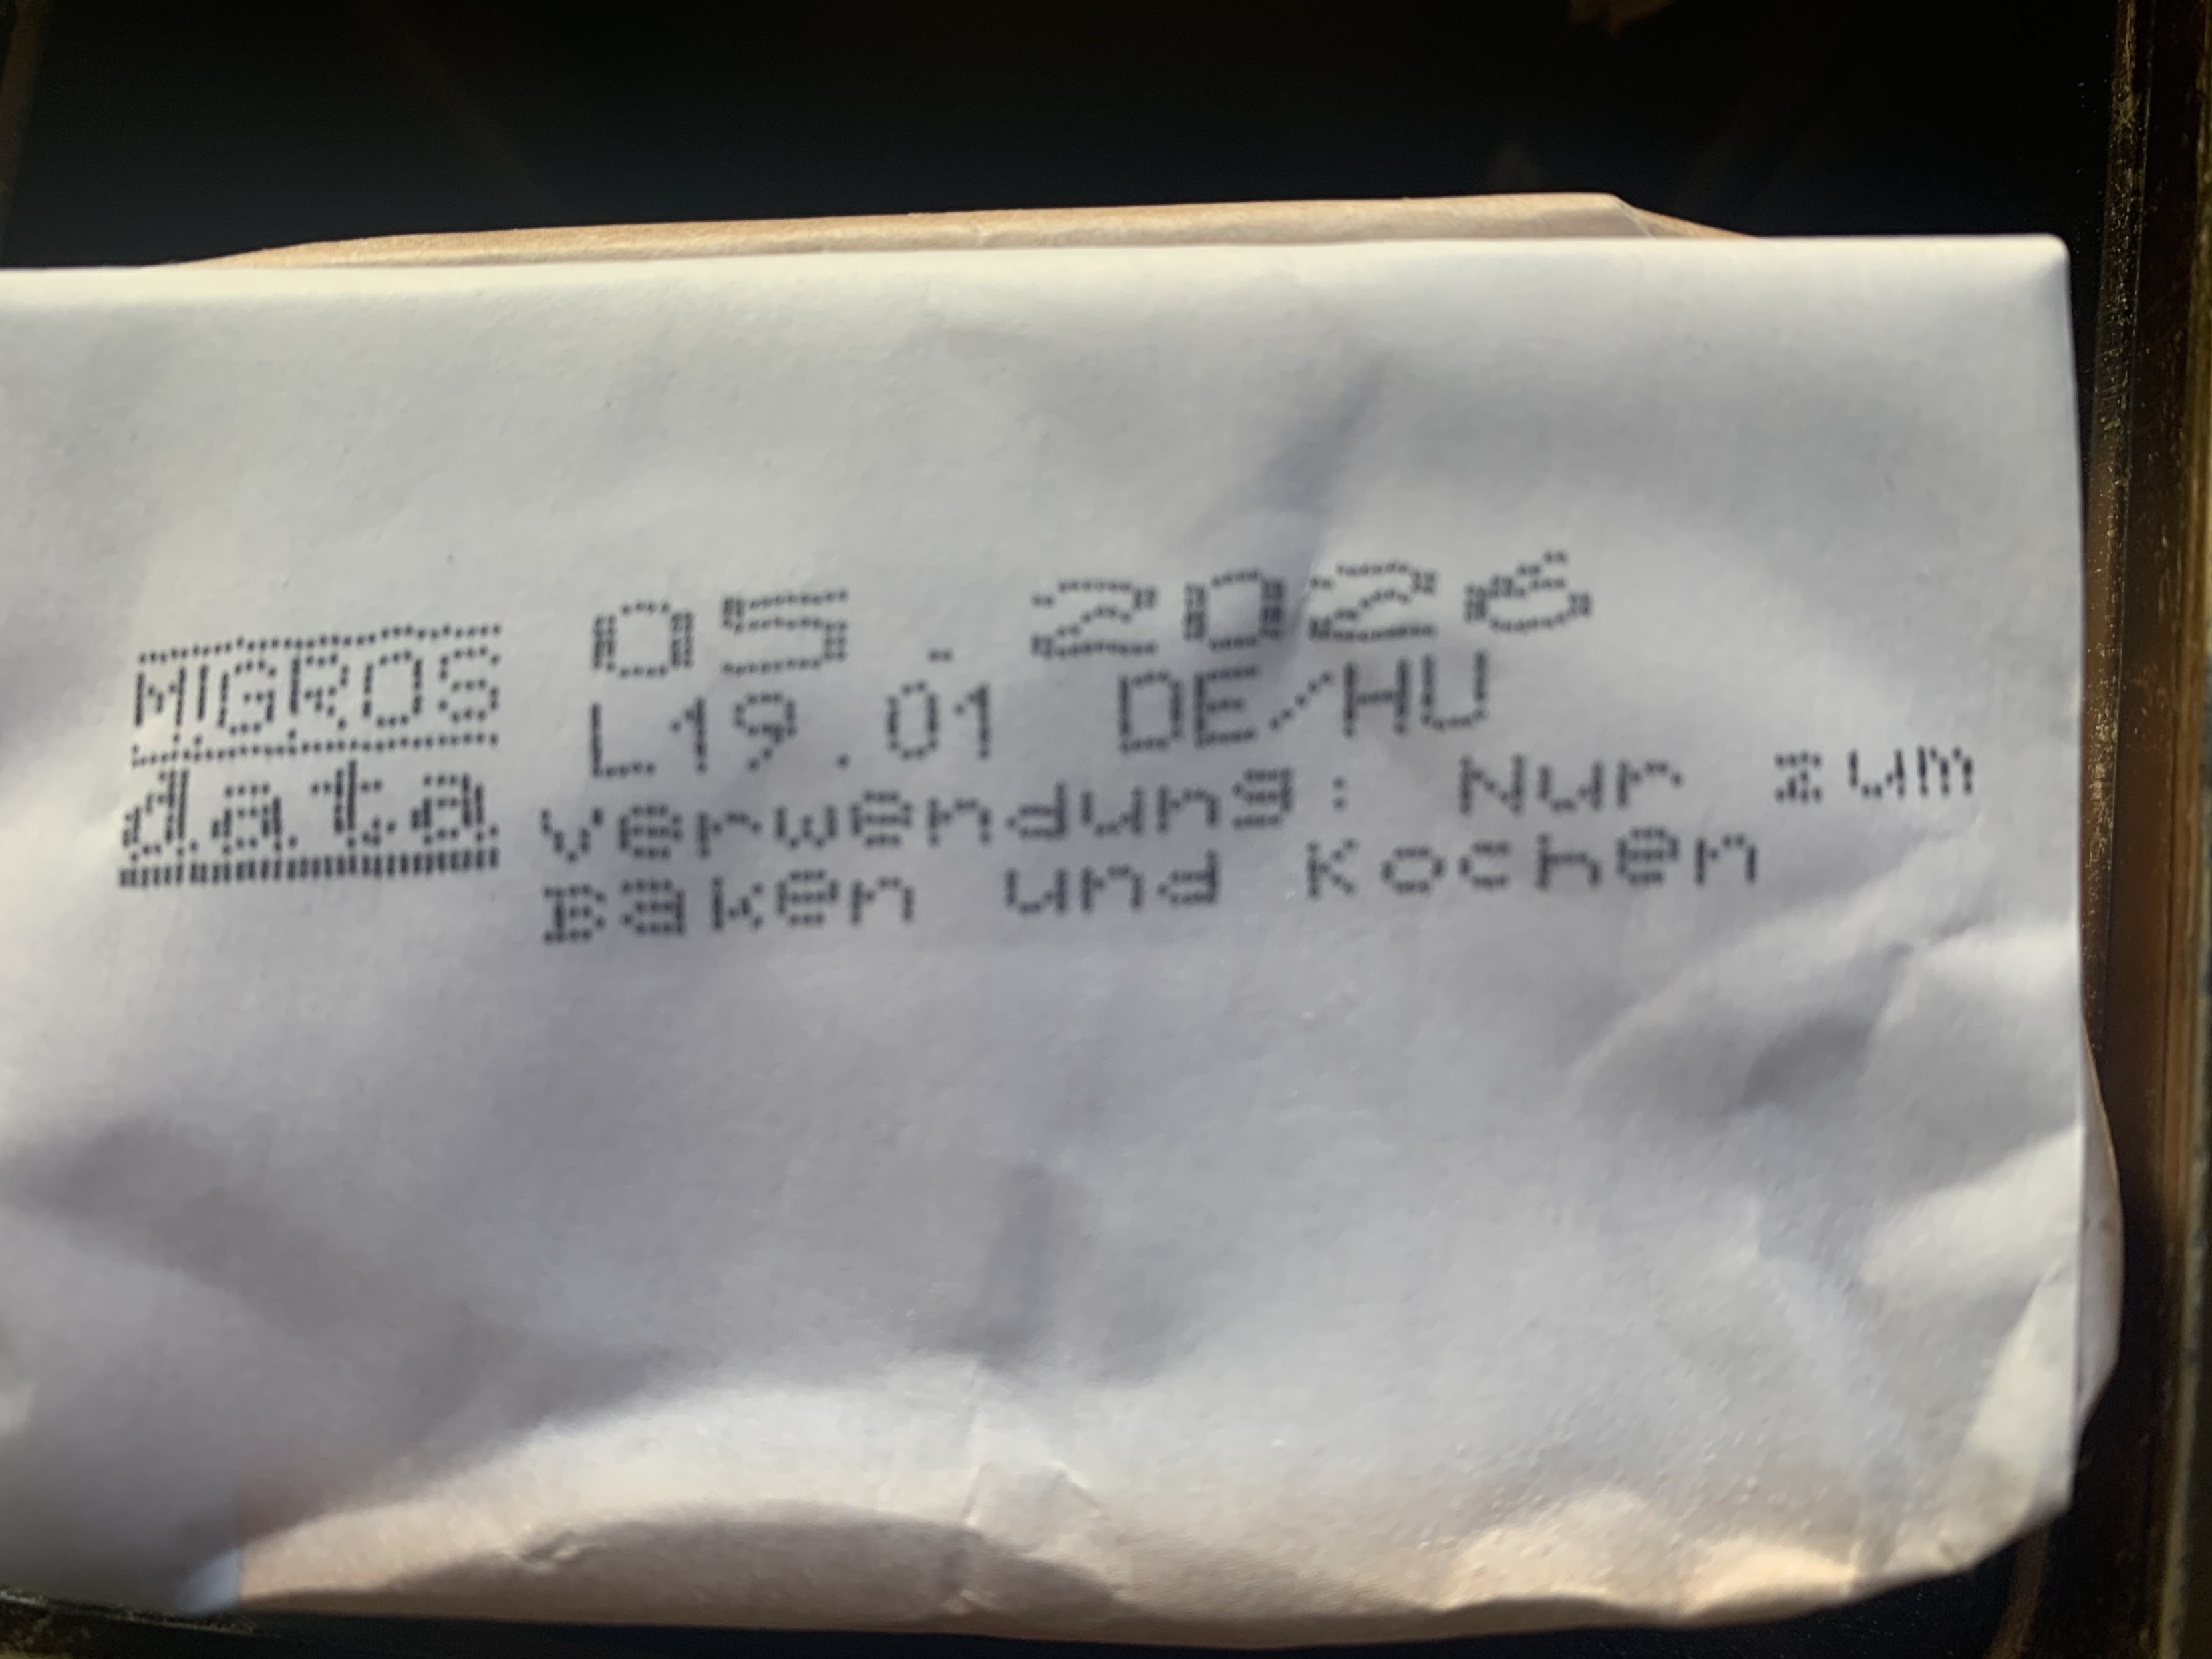 MIGROS 05.2026
data L19.01 DE/HU
Verwendung: Nur zum
Baken und Kochen